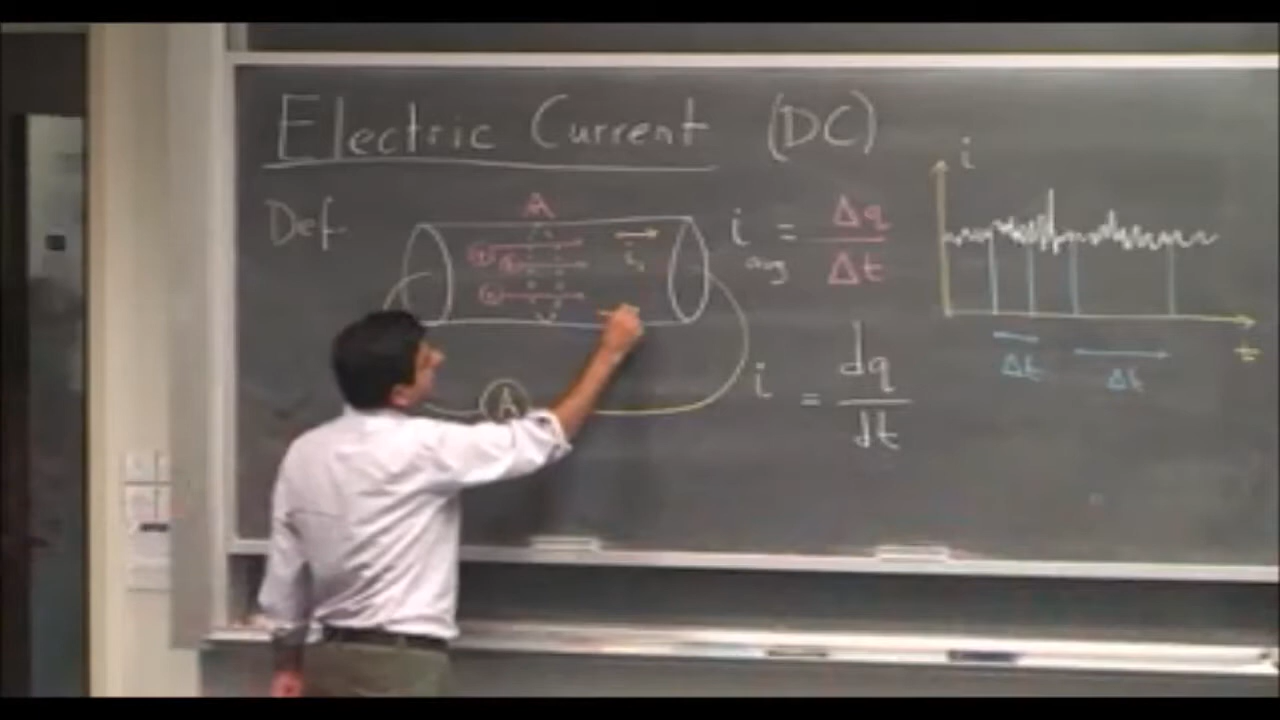 Electric Current (DC)
Def.
A
i avg = Δq / Δt
A
i = dq / dt
i
t
Δt Δt